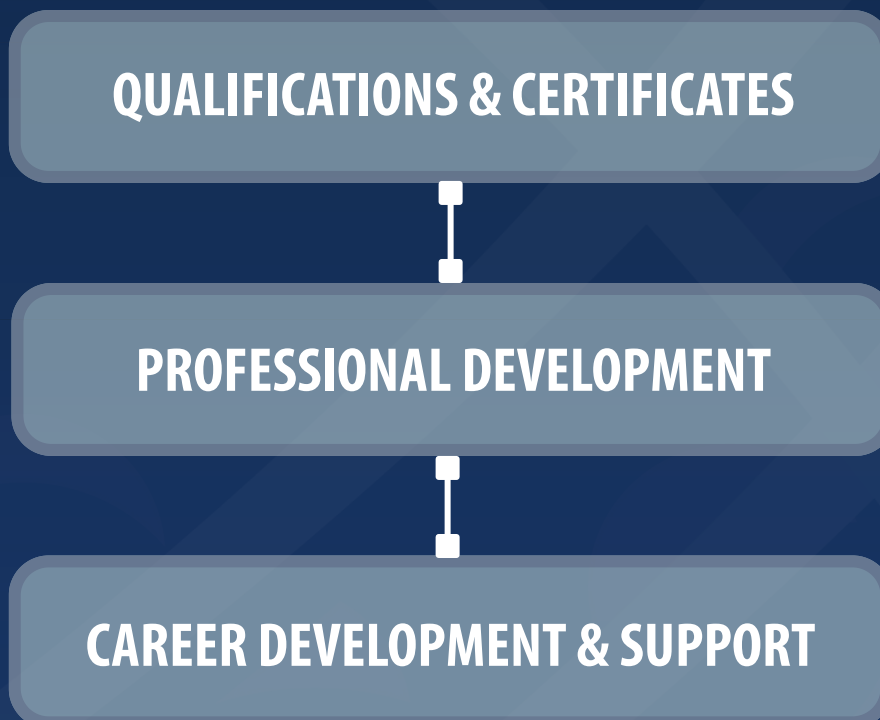 QUALIFICATIONS & CERTIFICATES
PROFESSIONAL DEVELOPMENT
CAREER DEVELOPMENT & SUPPORT